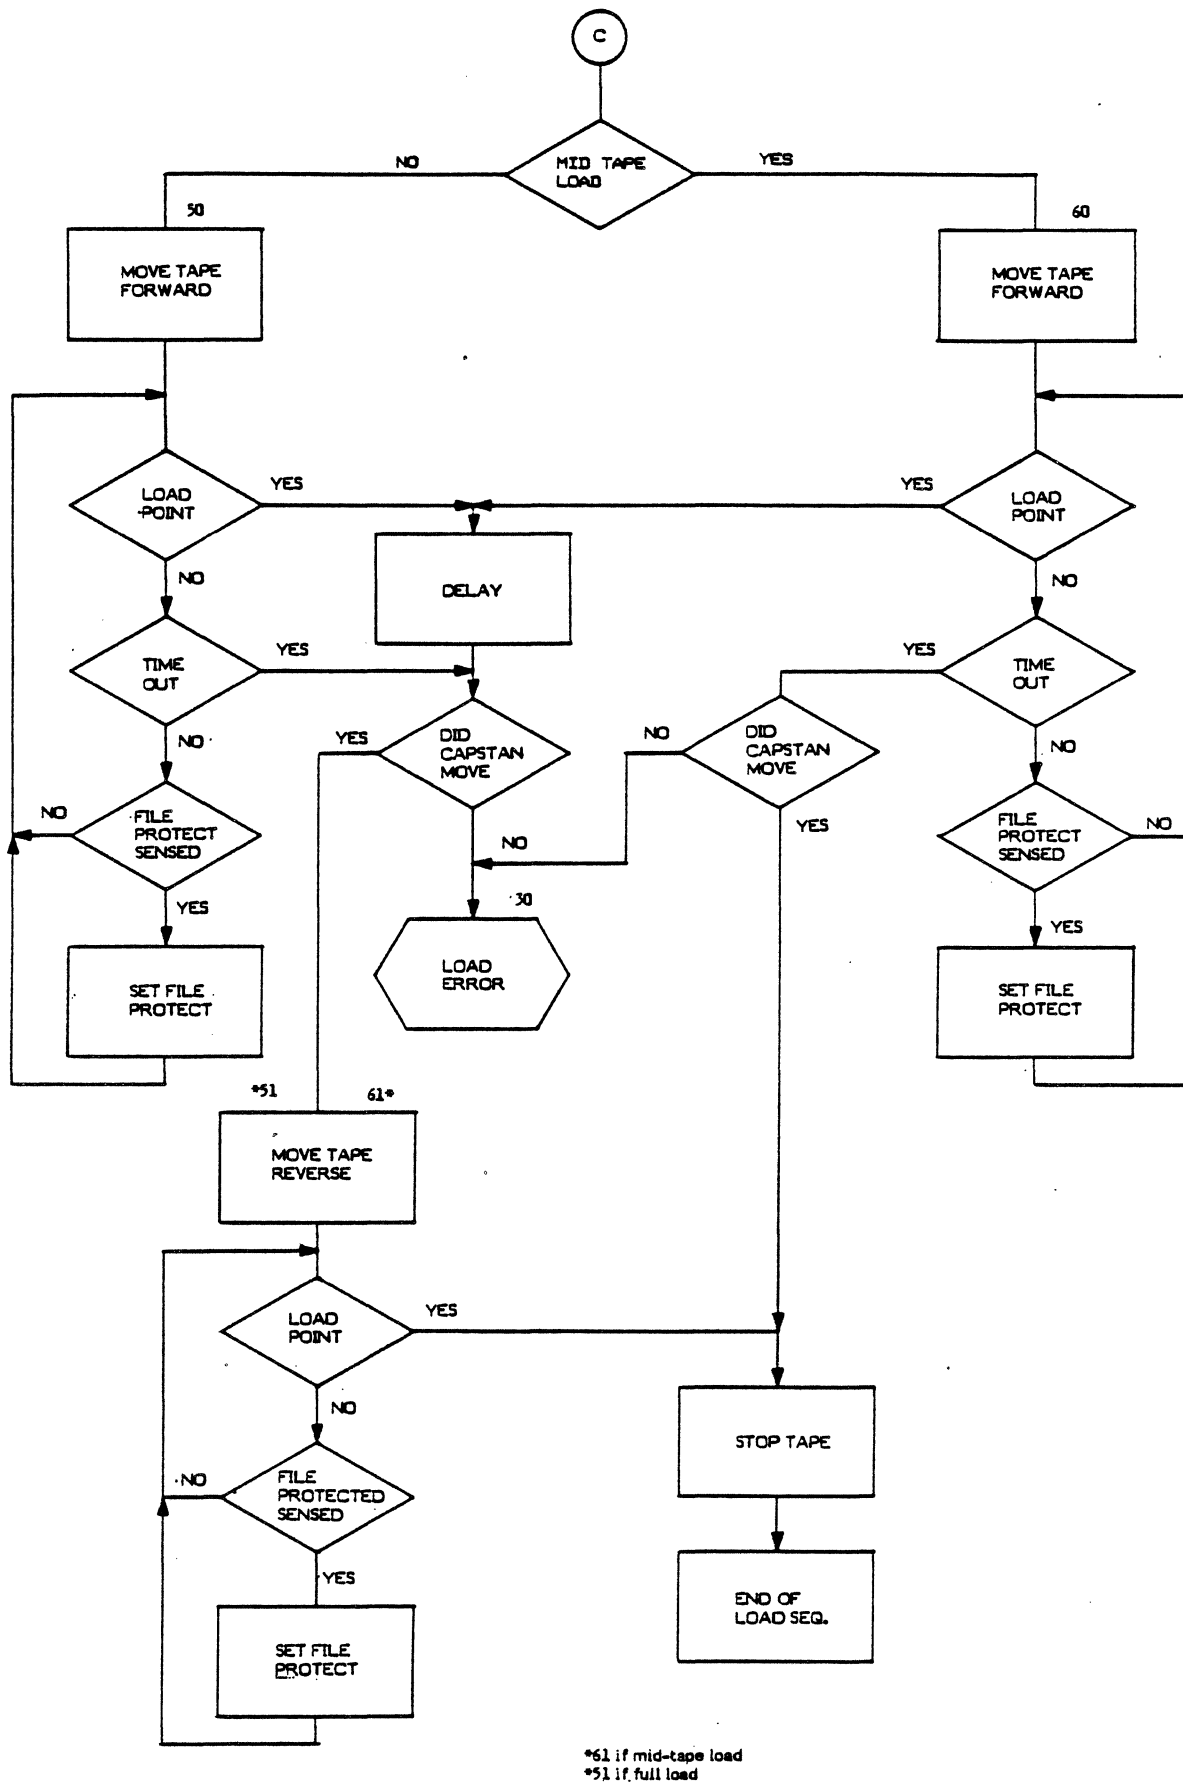 C
MID TAPE
LOAD
NO
YES
50
60
MOVE TAPE
FORWARD
MOVE TAPE
FORWARD
LOAD
POINT
YES
YES
LOAD
POINT
NO
DELAY
NO
TIME
OUT
YES
YES
TIME
OUT
NO
YES
DID
CAPSTAN
MOVE
NO
DID
CAPSTAN
MOVE
NO
NO
FILE
PROTECT
SENSED
NO
YES
FILE
PROTECT
SENSED
NO
YES
30
YES
SET FILE
PROTECT
LOAD
ERROR
SET FILE
PROTECT
*51
61*
MOVE TAPE
REVERSE
LOAD
POINT
YES
NO
STOP TAPE
NO
FILE
PROTECTED
SENSED
YES
END OF
LOAD SEQ.
SET FILE
PROTECT
*61 if mid-tape load
*51 if full load